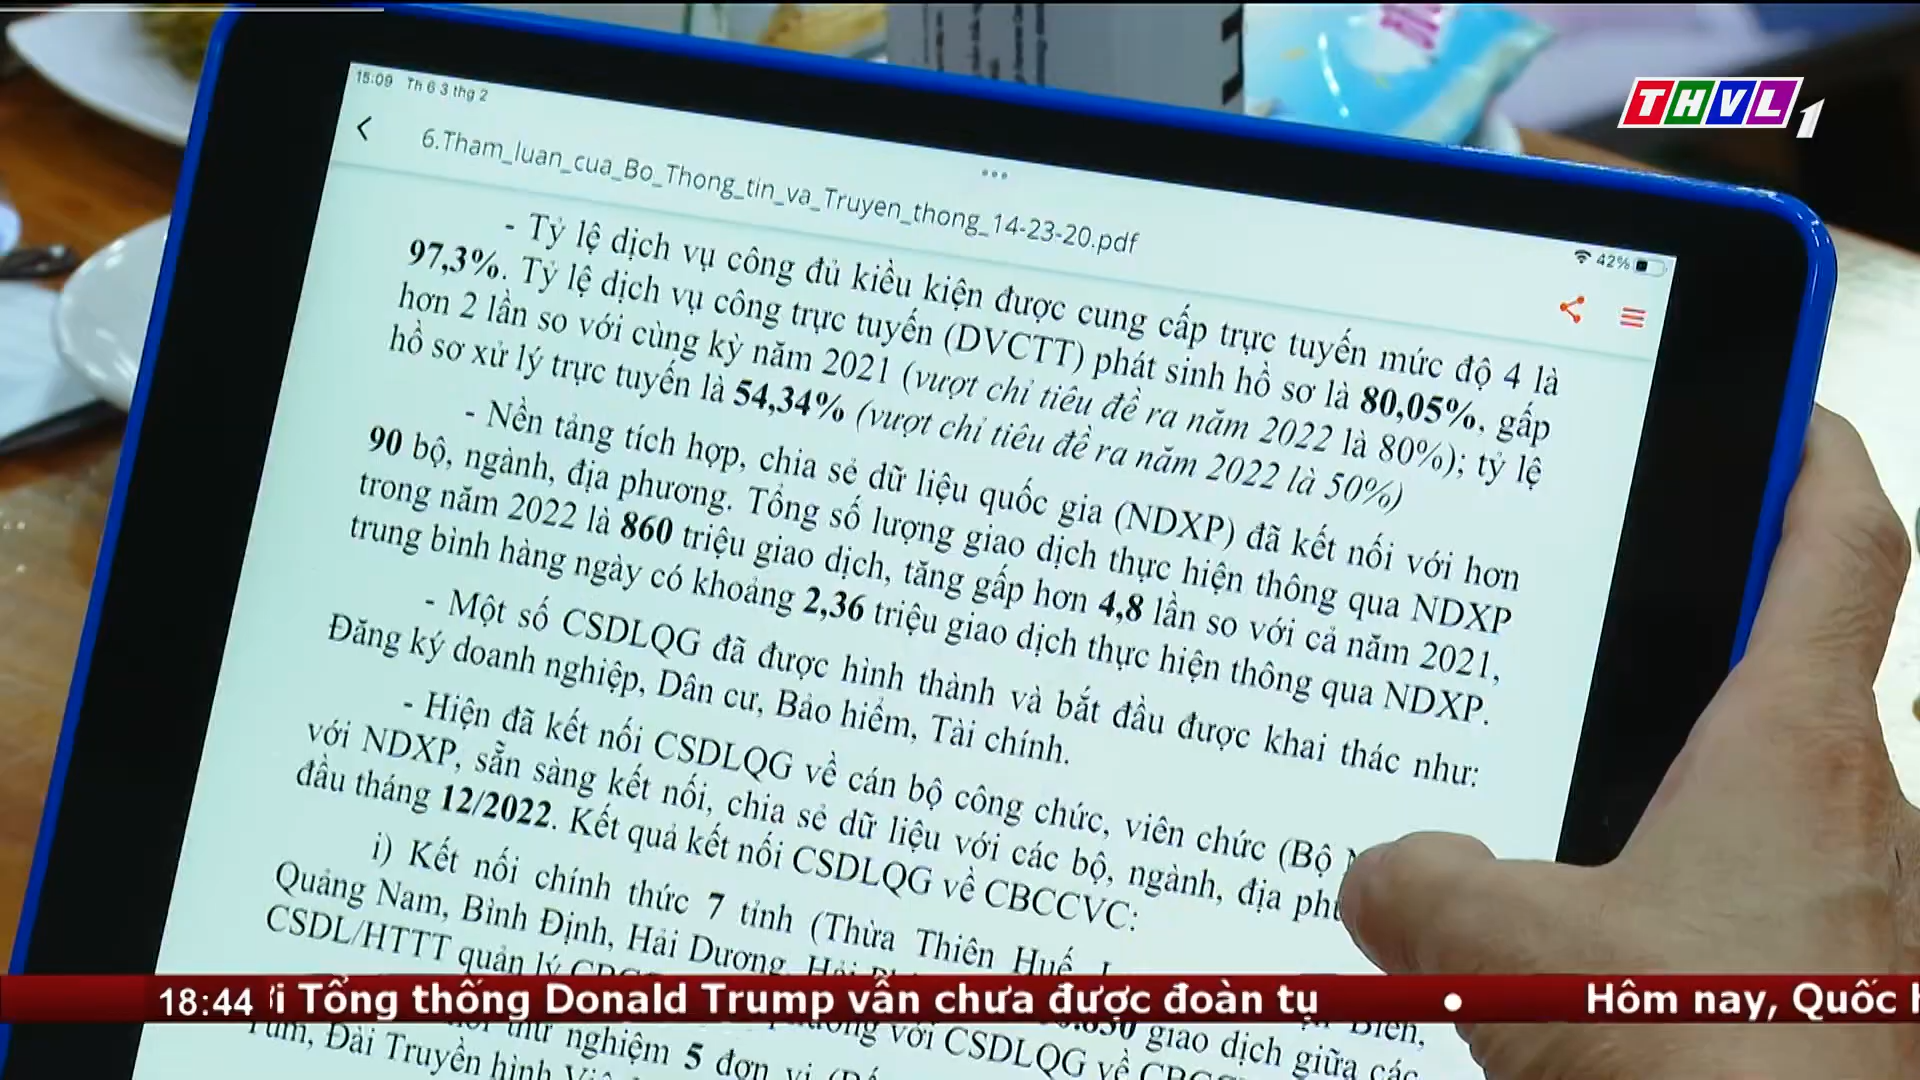 THVL1
15:09 Th 6 3 thg 2
42%
6.Tham_luan_cua_Bo_Thong_tin_va_Truyen_thong_14-23-20.pdf
- Tỷ lệ dịch vụ công đủ kiều kiện được cung cấp trực tuyến mức độ 4 là
97,3%. Tỷ lệ dịch vụ công trực tuyến (DVCTT) phát sinh hồ sơ là 80,05%, gấp
hơn 2 lần so với cùng kỳ năm 2021 (vượt chỉ tiêu đề ra năm 2022 là 80%); tỷ lệ
hồ sơ xử lý trực tuyến là 54,34% (vượt chỉ tiêu đề ra năm 2022 là 50%)
- Nền tảng tích hợp, chia sẻ dữ liệu quốc gia (NDXP) đã kết nối với hơn
90 bộ, ngành, địa phương. Tổng số lượng giao dịch thực hiện thông qua NDXP
trong năm 2022 là 860 triệu giao dịch, tăng gấp hơn 4,8 lần so với cả năm 2021,
trung bình hàng ngày có khoảng 2,36 triệu giao dịch thực hiện thông qua NDXP.
- Một số CSDLQG đã được hình thành và bắt đầu được khai thác như:
Đăng ký doanh nghiệp, Dân cư, Bảo hiểm, Tài chính.
- Hiện đã kết nối CSDLQG về cán bộ công chức, viên chức (Bộ
với NDXP, sẵn sàng kết nối, chia sẻ dữ liệu với các bộ, ngành, địa
đầu tháng 12/2022. Kết quả kết nối CSDLQG về CBCCVC:
i) Kết nối chính thức 7 tỉnh (Thừa Thiên Huế,
Quảng Nam, Bình Định, Hải Dương,
CSDL/HTTT quản lý
giao dịch giữa các
thử nghiệm 5 đơn vị với CSDLQG về
Tum, Đài Truyền hình
18:44 Tổng thống Donald Trump vẫn chưa được đoàn tụ • Hôm nay, Quốc